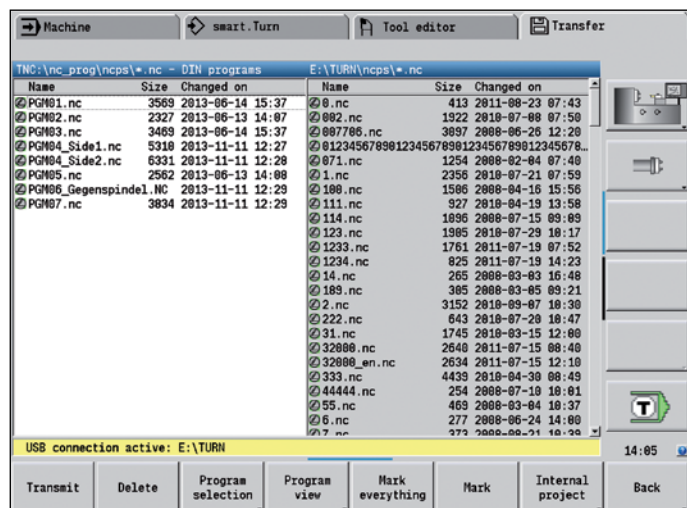 Machine
smart.Turn
Tool editor
Transfer
TNC:\nc_prog\ncps\*.nc - DIN programs
Name Size Changed on
PGM01.nc 3569 2013-06-14 15:37
PGM02.nc 2327 2013-06-13 14:07
PGM03.nc 3469 2013-06-14 15:37
PGM04_Side1.nc 5310 2013-11-11 12:27
PGM04_Side2.nc 6331 2013-11-11 12:28
PGM05.nc 2562 2013-06-13 14:08
PGM06_Gegenspindel.NC 2013-11-11 12:29
PGM07.nc 3034 2013-11-11 12:29
E:\TURN\ncps\*.nc
Name Size Changed on
0.nc 413 2011-08-23 07:43
002.nc 1922 2010-07-08 07:50
007706.nc 3097 2008-06-26 12:20
01234567890123456789012345678901234567 8...
071.nc 1254 2008-02-04 07:40
1.nc 2356 2010-07-21 07:59
100.nc 1506 2008-04-16 15:56
111.nc 927 2010-04-19 13:58
114.nc 1096 2008-07-15 09:09
123.nc 1905 2010-07-29 10:17
1233.nc 1761 2011-07-19 07:52
1234.nc 825 2011-07-19 14:23
14.nc 265 2008-03-03 16:48
189.nc 305 2008-03-05 09:21
2.nc 3152 2010-09-07 10:30
222.nc 643 2010-07-20 10:47
31.nc 1745 2010-03-15 12:00
32000.nc 2640 2011-07-15 08:40
32000_en.nc 2634 2011-07-15 12:10
333.nc 4439 2010-04-30 08:49
44444.nc 254 2008-07-10 10:01
55.nc 469 2008-03-04 10:37
6.nc 277 2008-06-24 14:00
7.nc 373 2008-08-21 10:39
T
USB connection active: E:\TURN
14:05
Transmit
Delete
Program selection
Program view
Mark everything
Mark
Internal project
Back